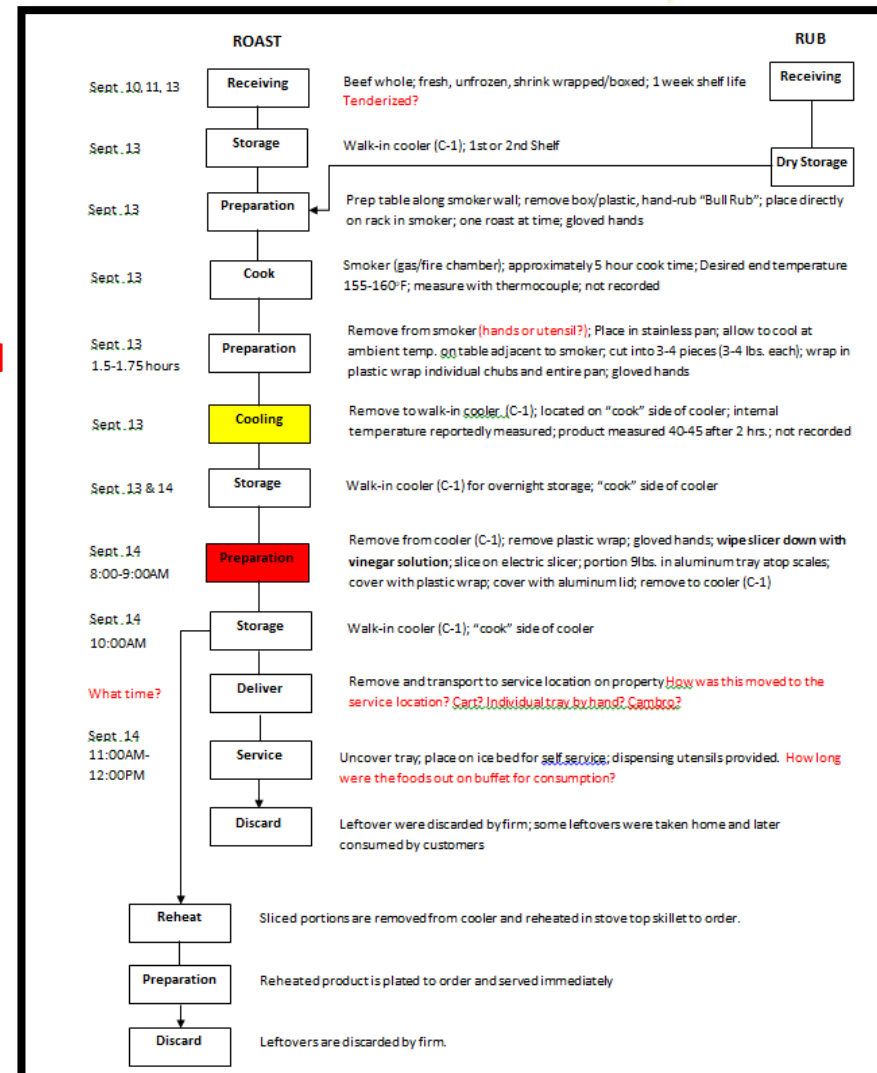 ROAST
RUB
Sept. 10, 11, 13
Receiving
Beef whole; fresh, unfrozen, shrink wrapped/boxed; 1 week shelf life
Tenderized?
Receiving
Sept. 13
Storage
Walk-in cooler (C-1); 1st or 2nd Shelf
Dry Storage
Sept. 13
Preparation
Prep table along smoker wall; remove box/plastic, hand-rub "Bull Rub"; place directly
on rack in smoker; one roast at time; gloved hands
Sept. 13
Cook
Smoker (gas/fire chamber); approximately 5 hour cook time; Desired end temperature
155-160°F; measure with thermocouple; not recorded
Sept. 13
1.5-1.75 hours
Preparation
Remove from smoker (hands or utensil?); Place in stainless pan; allow to cool at
ambient temp. on table adjacent to smoker; cut into 3-4 pieces (3-4 lbs. each); wrap in
plastic wrap individual chubs and entire pan; gloved hands
Sept. 13
Cooling
Remove to walk-in cooler (C-1); located on "cook" side of cooler; internal
temperature reportedly measured; product measured 40-45 after 2 hrs.; not recorded
Sept. 13 & 14
Storage
Walk-in cooler (C-1) for overnight storage; "cook" side of cooler
Sept. 14
8:00-9:00AM
Preparation
Remove from cooler (C-1); remove plastic wrap; gloved hands; wipe slicer down with
vinegar solution; slice on electric slicer; portion 9lbs. in aluminum tray atop scales;
cover with plastic wrap; cover with aluminum lid; remove to cooler (C-1)
Sept. 14
10:00AM
Storage
Walk-in cooler (C-1); "cook" side of cooler
What time?
Deliver
Remove and transport to service location on property How was this moved to the
service location? Cart? Individual tray by hand? Cambro?
Sept. 14
11:00AM-
12:00PM
Service
Uncover tray; place on ice bed for self service; dispensing utensils provided. How long
were the foods out on buffet for consumption?
Discard
Leftover were discarded by firm; some leftovers were taken home and later
consumed by customers
Reheat
Sliced portions are removed from cooler and reheated in stove top skillet to order.
Preparation
Reheated product is plated to order and served immediately
Discard
Leftovers are discarded by firm.